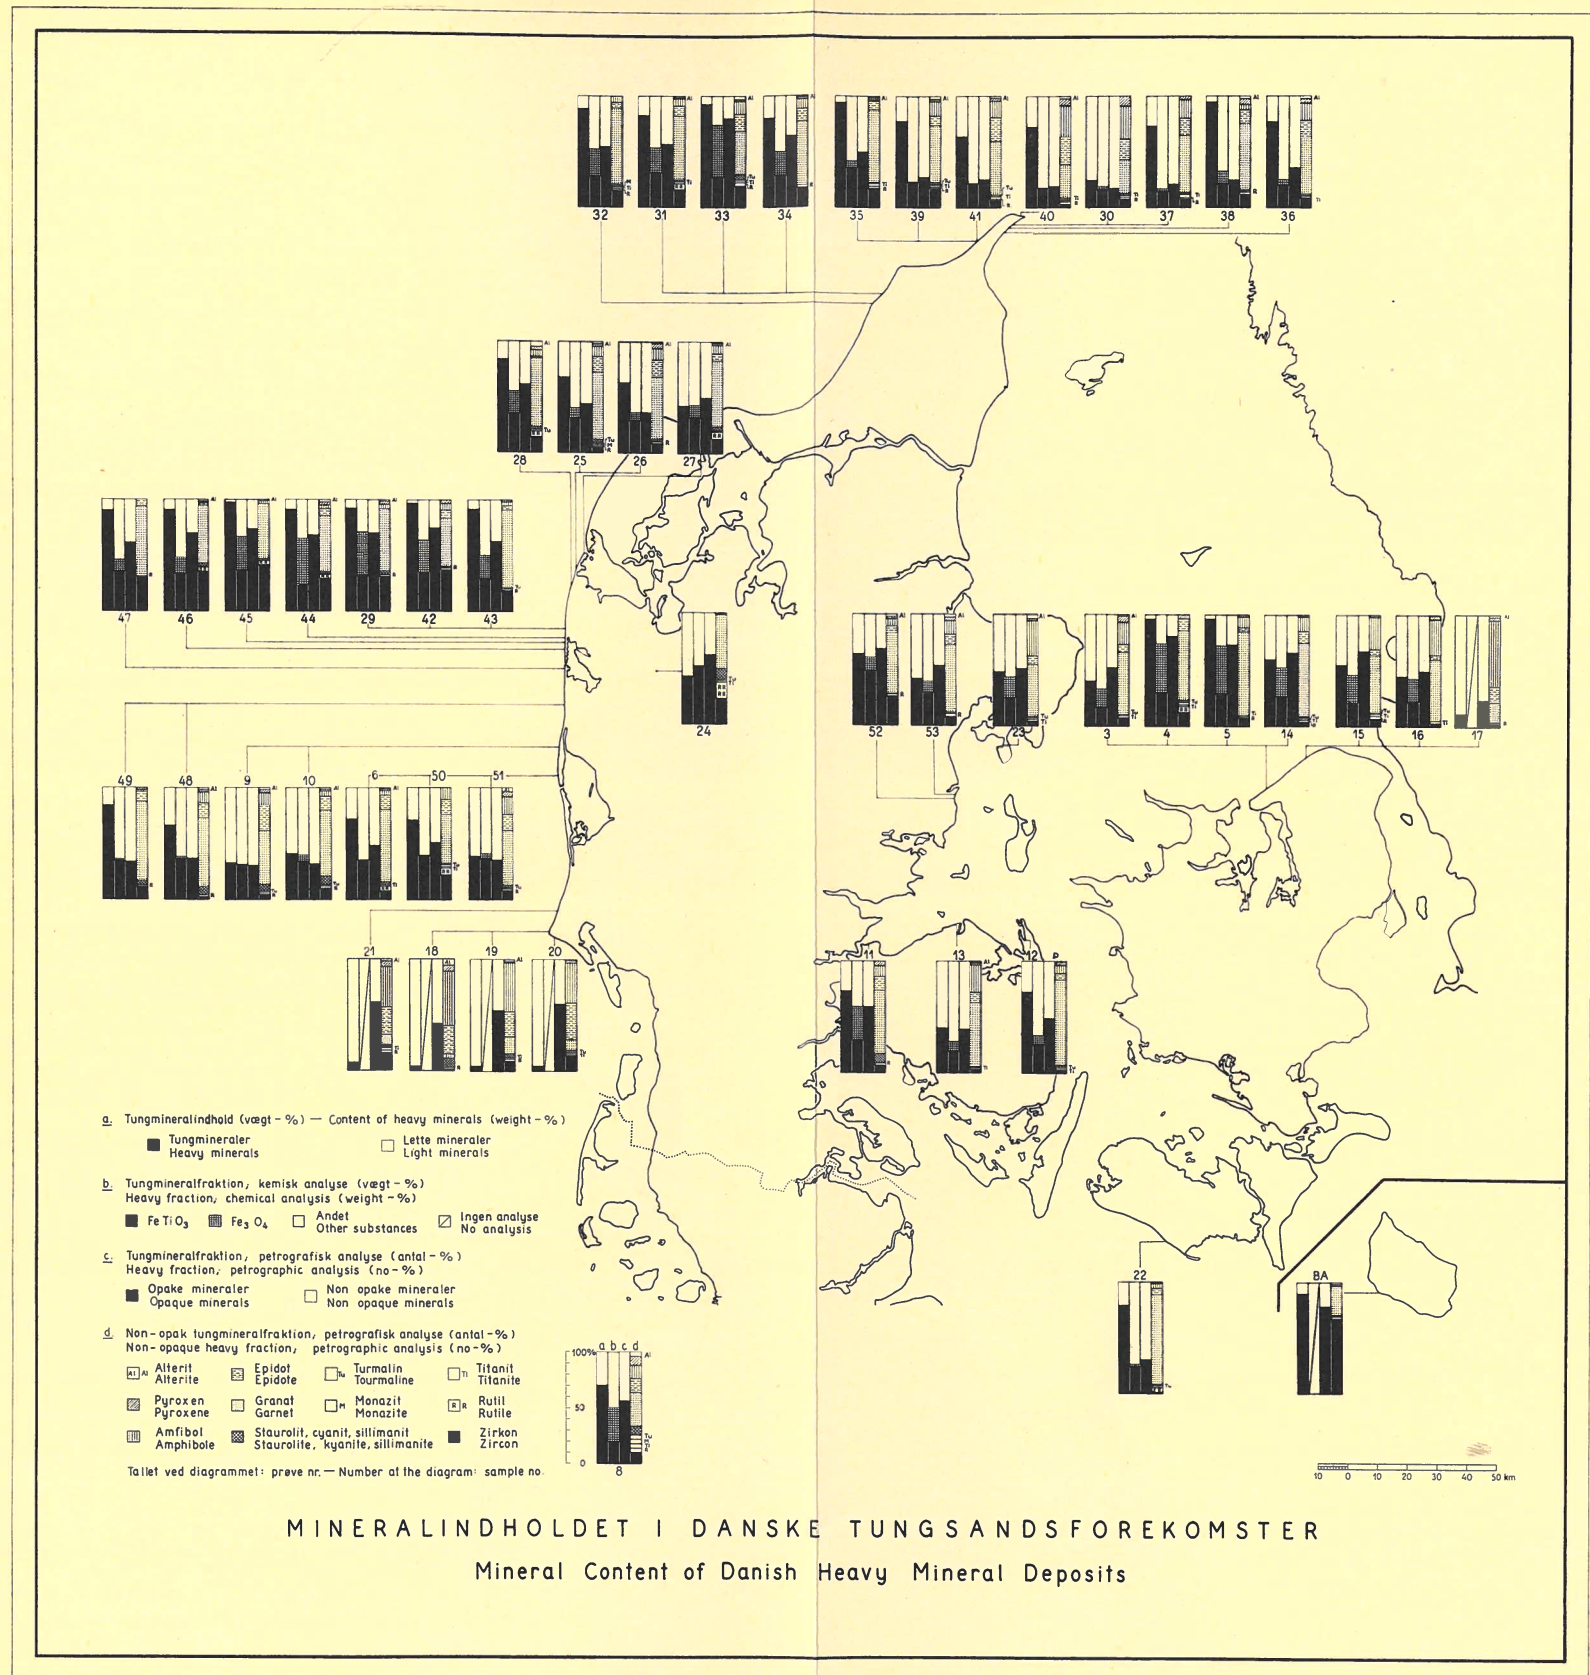 32 31 33 34 35 39 41 40 30 37 38 36
28 25 26 27
47 46 45 44 29 42 43
24
52 53 23 3 4 5 14 15 16 17
49 48 9 10 6 50 51
21 18 19 20
11 13 12
a. Tungmineralindhold (vægt-%) — Content of heavy minerals (weight-%)
Tungmineraler
Heavy minerals
Lette mineraler
Light minerals
b. Tungmineralfraktion, kemisk analyse (vægt-%)
Heavy fraction, chemical analysis (weight-%)
FeTiO3
Fe3O4
Andet
Other substances
Ingen analyse
No analysis
c. Tungmineralfraktion, petrografisk analyse (antal-%)
Heavy fraction, petrographic analysis (no-%)
Opake mineraler
Opaque minerals
Non opake mineraler
Non opaque minerals
22
BA
d. Non-opak tungmineralfraktion, petrografisk analyse (antal-%)
Non-opaque heavy fraction, petrographic analysis (no-%)
Al Al Alterit
Alterite
Epidot
Epidote
Tu Turmalin
Tourmaline
Ti Titanit
Titanite
Pyroxen
Pyroxene
Granat
Garnet
M Monazit
Monazite
R R Rutil
Rutile
Amfibol
Amphibole
Staurolit, cyanit, sillimanit
Staurolite, kyanite, sillimanite
Zirkon
Zircon
Tallet ved diagrammet: prøve nr. — Number at the diagram: sample no.
a b c d
100%
50
0
8
10 0 10 20 30 40 50 km
MINERALINDHOLDET I DANSKE TUNGSANDSFOREKOMSTER
Mineral Content of Danish Heavy Mineral Deposits